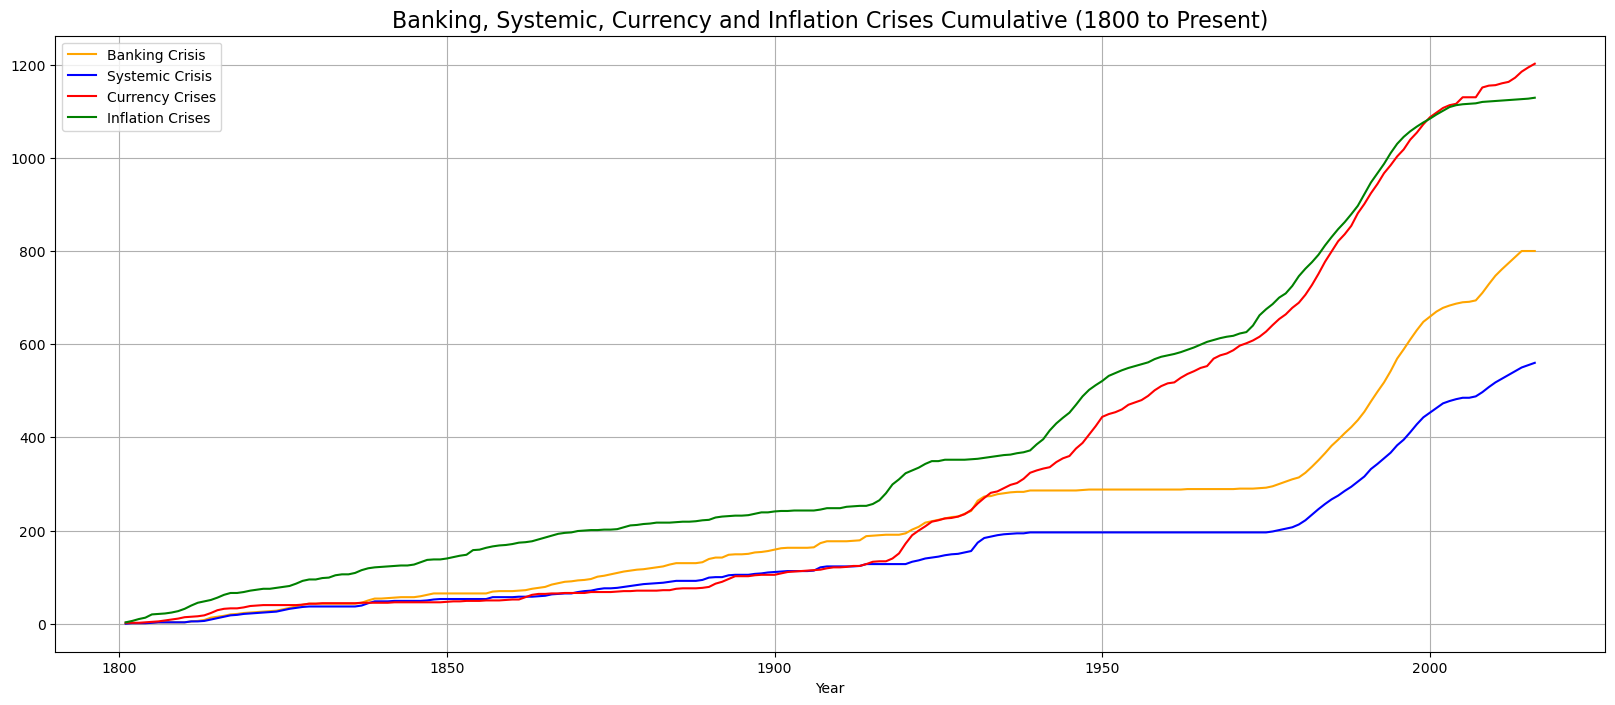 Banking, Systemic, Currency and Inflation Crises Cumulative (1800 to Present)
Banking Crisis
Systemic Crisis
Currency Crises
Inflation Crises
1200
1000
800
600
400
200
0
1800 1850 1900 1950 2000
Year